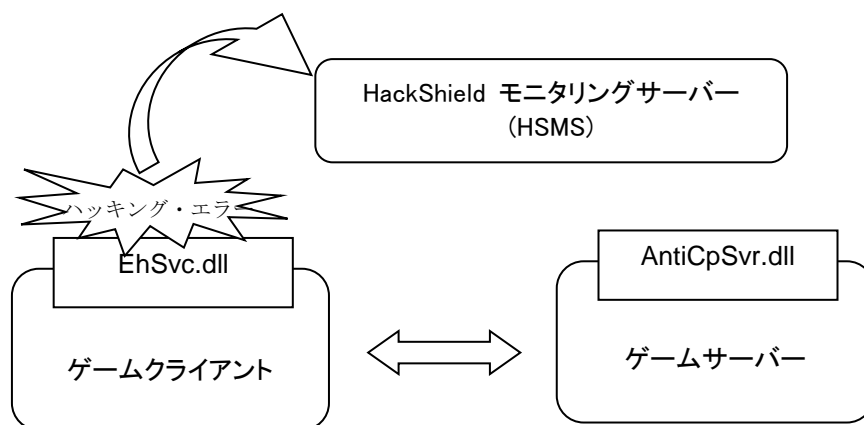 HackShield モニタリングサーバー
(HSMS)
ハッキング・エラー
EhSvc.dll
AntiCpSvr.dll
ゲームクライアント
ゲームサーバー